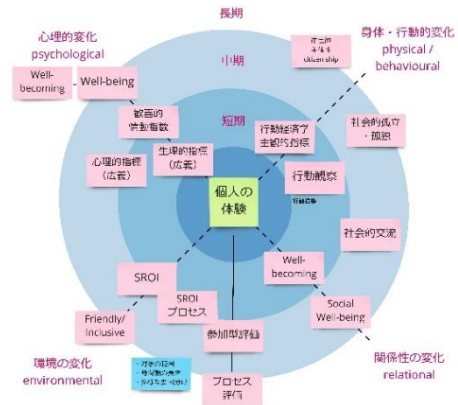 長期
心理的変化
psychological
身体・行動的変化
physical /
behavioural
中期
citizenship
Well-
becoming
Well-being
短期
歓喜的
情動指数
行動経済学
主観的指標
社会的孤立
・孤独
心理的指標
(広義)
生理的指標
(広義)
行動観察
個人の
体験
社会的交流
SROI
Well-
becoming
SROI
プロセス
Social
Well-being
Friendly/
Inclusive
参加型評価
環境の変化
environmental
関係性の変化
relational
プロセス
評価